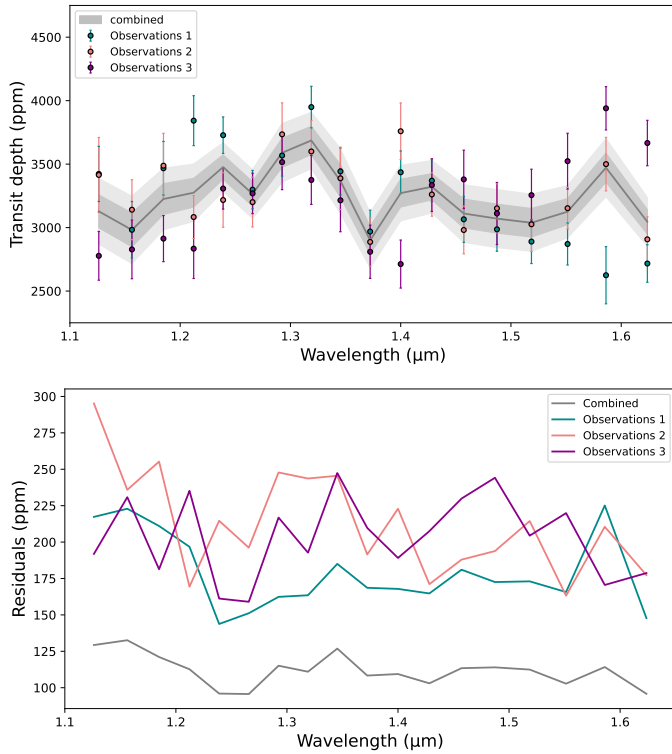 combined
Observations 1
Observations 2
Observations 3
Transit depth (ppm)
4500
4000
3500
3000
2500
1.1 1.2 1.3 1.4 1.5 1.6
Wavelength (μm)
Combined
Observations 1
Observations 2
Observations 3
Residuals (ppm)
300
275
250
225
200
175
150
125
100
1.1 1.2 1.3 1.4 1.5 1.6
Wavelength (μm)